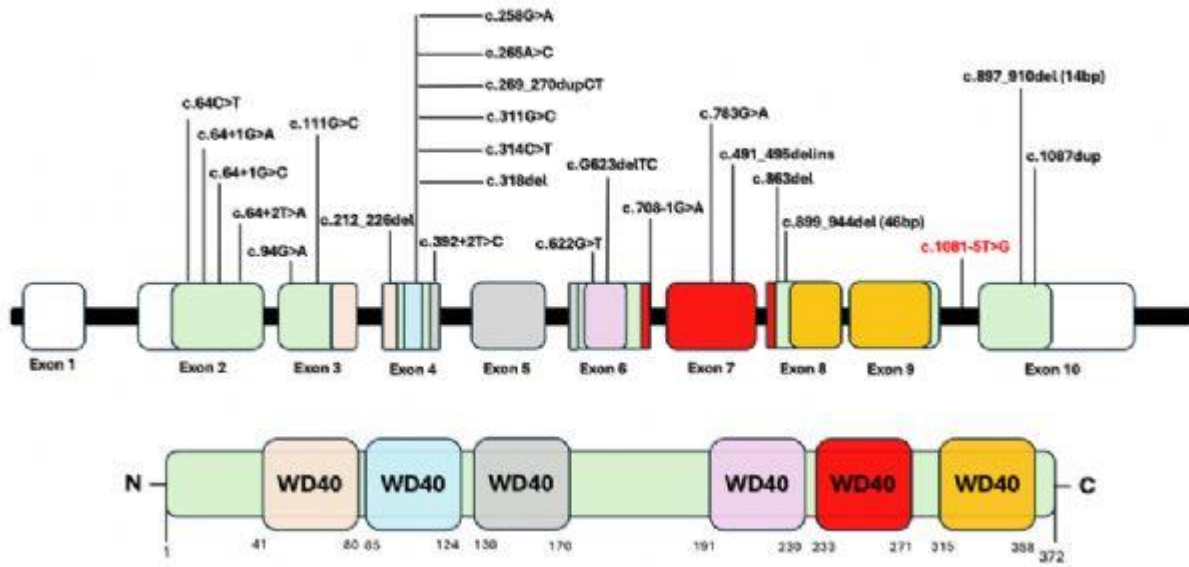 c.258G>A
c.265A>C
c.269_270dupCT
c.311G>C
c.314C>T
c.318del
c.897_910del (14bp)
c.64C>T
c.64+1G>A
c.111G>C
c.763G>A
c.64+1G>C
c.G623delTC
c.491_495delins
c.1087dup
c.863del
c.64+2T>A
c.212_226del
c.708-1G>A
c.899_944del (46bp)
c.94G>A
c.392+2T>C
c.622G>T
c.1081-5T>G
Exon 1
Exon 2
Exon 3
Exon 4
Exon 5
Exon 6
Exon 7
Exon 8
Exon 9
Exon 10
N
WD40
WD40
WD40
WD40
WD40
WD40
C
1
41
80
85
124
130
170
191
230
233
271
315
358
372